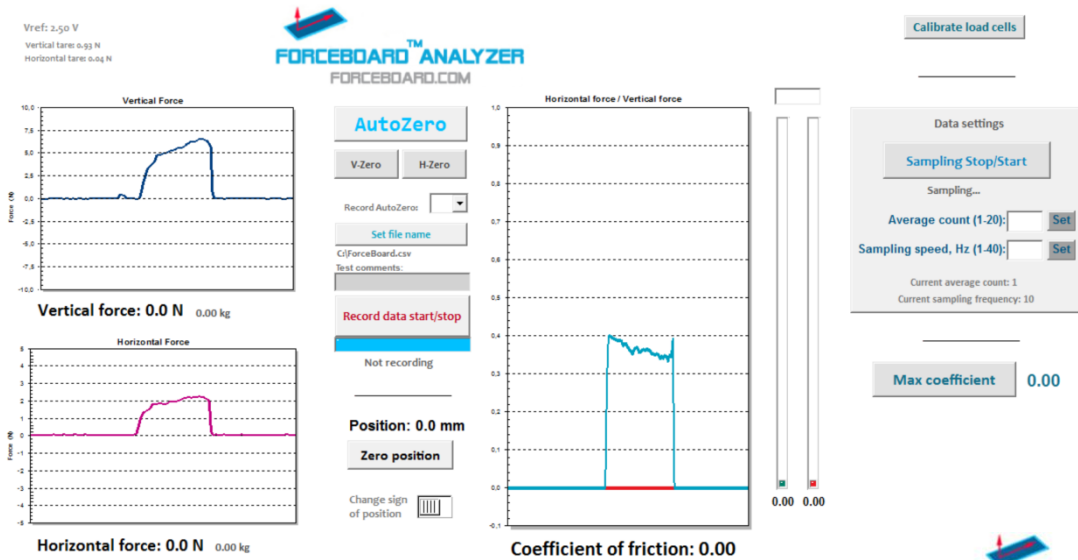 Vref: 2.50 V
Vertical tare: 0.93 N
Horizontal tare: 0.04 N
FORCEBOARD™ ANALYZER
FORCEBOARD.COM
Calibrate load cells
Vertical Force
10,0
7,5
5,0
2,5
0,0
-2,5
-5,0
-7,5
-10,0
Force (N)
Vertical force: 0.0 N 0.00 kg
Horizontal Force
5
4
3
2
1
0
-1
-2
-3
-4
-5
Force (N)
Horizontal force: 0.0 N 0.00 kg
AutoZero
V-Zero H-Zero
Record AutoZero:
Set file name
C:\ForceBoard.csv
Test comments:
Record data start/stop
Not recording
Position: 0.0 mm
Zero position
Change sign
of position
Horizontal force / Vertical force
1,0
0,9
0,8
0,7
0,6
0,5
0,4
0,3
0,2
0,1
0,0
-0,1
Coefficient of friction: 0.00
0.00 0.00
Data settings
Sampling Stop/Start
Sampling...
Average count (1-20): Set
Sampling speed, Hz (1-40): Set
Current average count: 1
Current sampling frequency: 10
Max coefficient 0.00